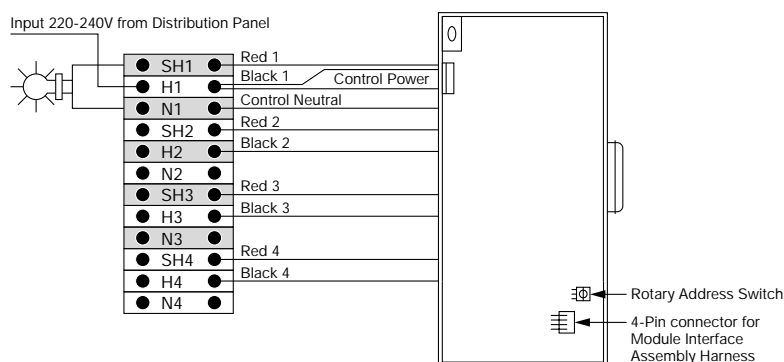 Input 220-240V from Distribution Panel
SH1 Red 1
H1 Black 1 Control Power
N1 Control Neutral
SH2 Red 2
H2 Black 2
N2
SH3 Red 3
H3 Black 3
N3
SH4 Red 4
H4 Black 4
N4
Rotary Address Switch
4-Pin connector for
Module Interface
Assembly Harness